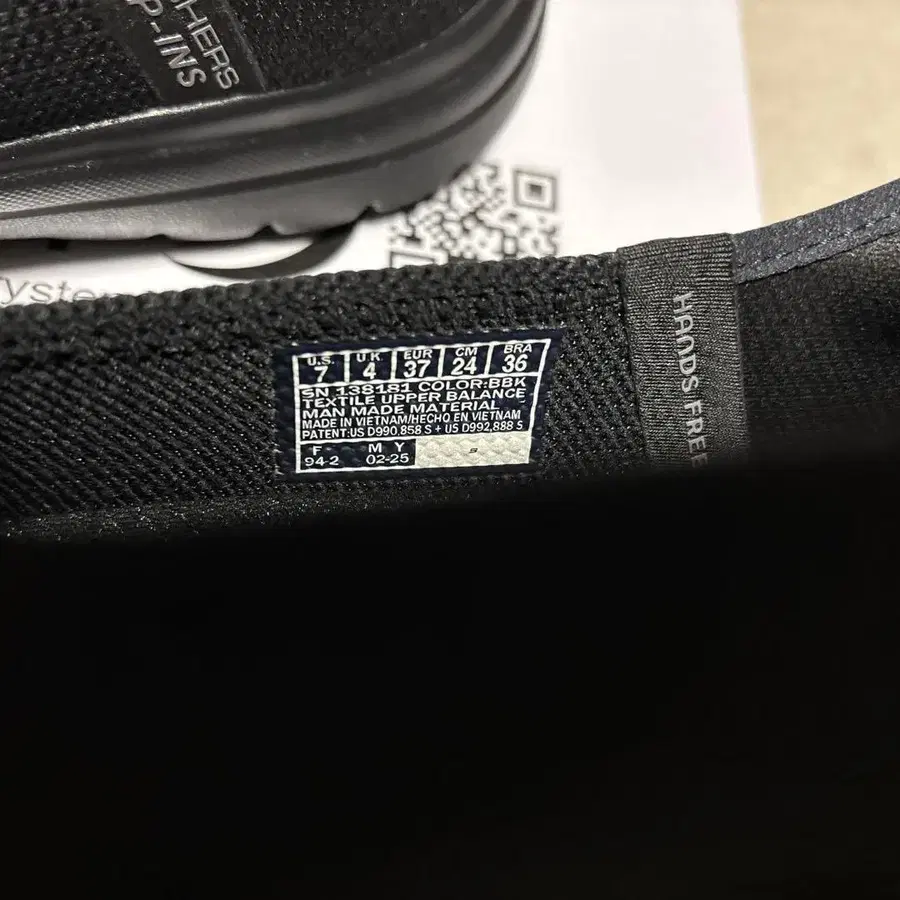 HERS
P-INS
yste
HANDS FREE
U.S. U.K. EUR CM BRA
7 4 37 24 36
SN 138181 COLOR:BBK
TEXTILE UPPER BALANCE
MAN MADE MATERIAL
MADE IN VIETNAM/HECHO EN VIETNAM
PATENT:US D990,858 S + US D992,888 S
F M Y
94-2 02-25